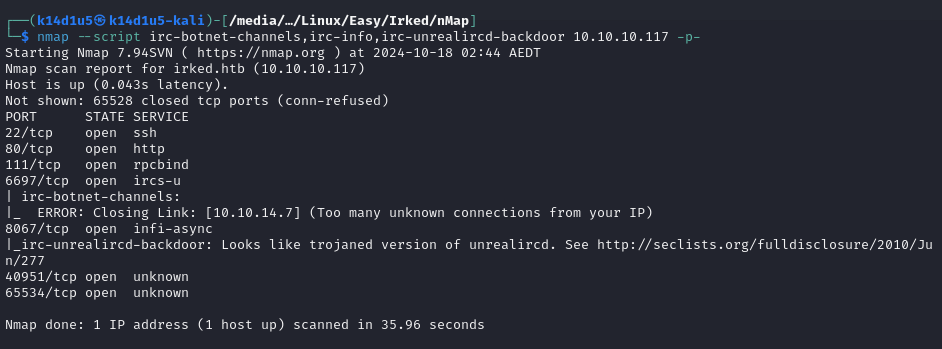 ┌──(k14d1u5㉿k14d1u5-kali)-[/media/…/Linux/Easy/Irked/nMap]
└─$ nmap --script irc-botnet-channels,irc-info,irc-unrealircd-backdoor 10.10.10.117 -p-
Starting Nmap 7.94SVN ( https://nmap.org ) at 2024-10-18 02:44 AEDT
Nmap scan report for irked.htb (10.10.10.117)
Host is up (0.043s latency).
Not shown: 65528 closed tcp ports (conn-refused)
PORT      STATE SERVICE
22/tcp    open  ssh
80/tcp    open  http
111/tcp   open  rpcbind
6697/tcp  open  ircs-u
| irc-botnet-channels:
|_  ERROR: Closing Link: [10.10.14.7] (Too many unknown connections from your IP)
8067/tcp  open  infi-async
|_irc-unrealircd-backdoor: Looks like trojaned version of unrealircd. See http://seclists.org/fulldisclosure/2010/Ju
n/277
40951/tcp open  unknown
65534/tcp open  unknown
Nmap done: 1 IP address (1 host up) scanned in 35.96 seconds